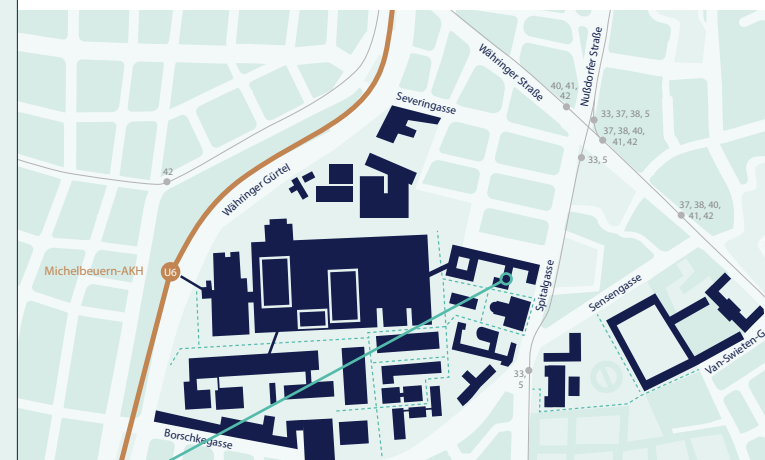 Währinger Straße
Nußdorfer Straße
40, 41,
42
Severingasse
33, 37, 38, 5
37, 38, 40,
41, 42
33, 5
42
Währinger Gürtel
37, 38, 40,
41, 42
Michelbeuern-AKH
U6
Spitalgasse
Sensengasse
Van-Swieten-G
33,
5
Borschkegasse